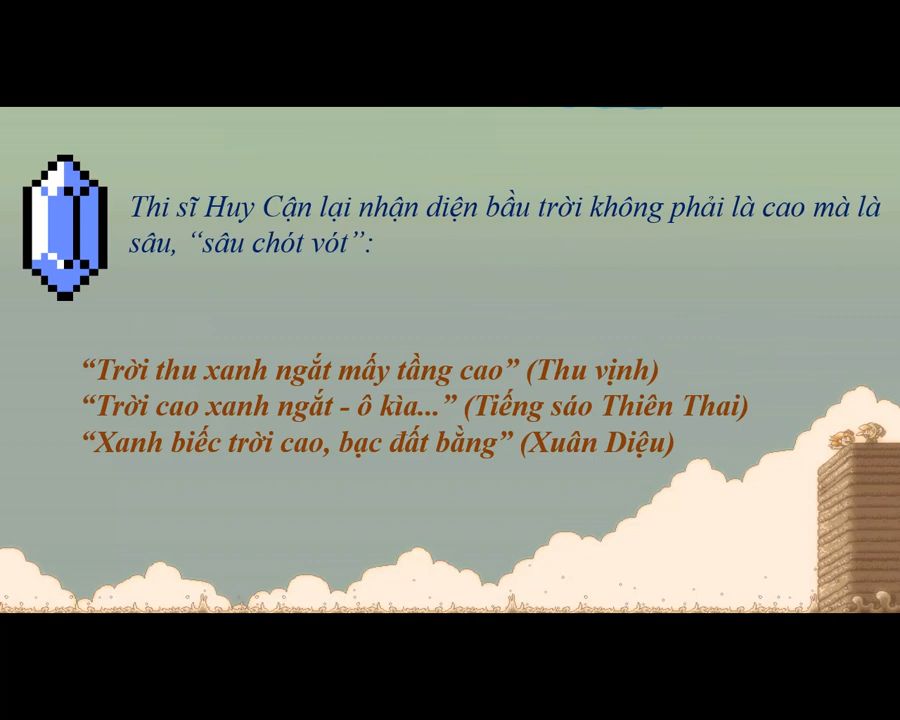 Thi sĩ Huy Cận lại nhận diện bầu trời không phải là cao mà là
sâu, “sâu chót vót”:
“Trời thu xanh ngắt mấy tầng cao” (Thu vịnh)
“Trời cao xanh ngắt - ô kìa...” (Tiếng sáo Thiên Thai)
“Xanh biếc trời cao, bạc đất bằng” (Xuân Diệu)